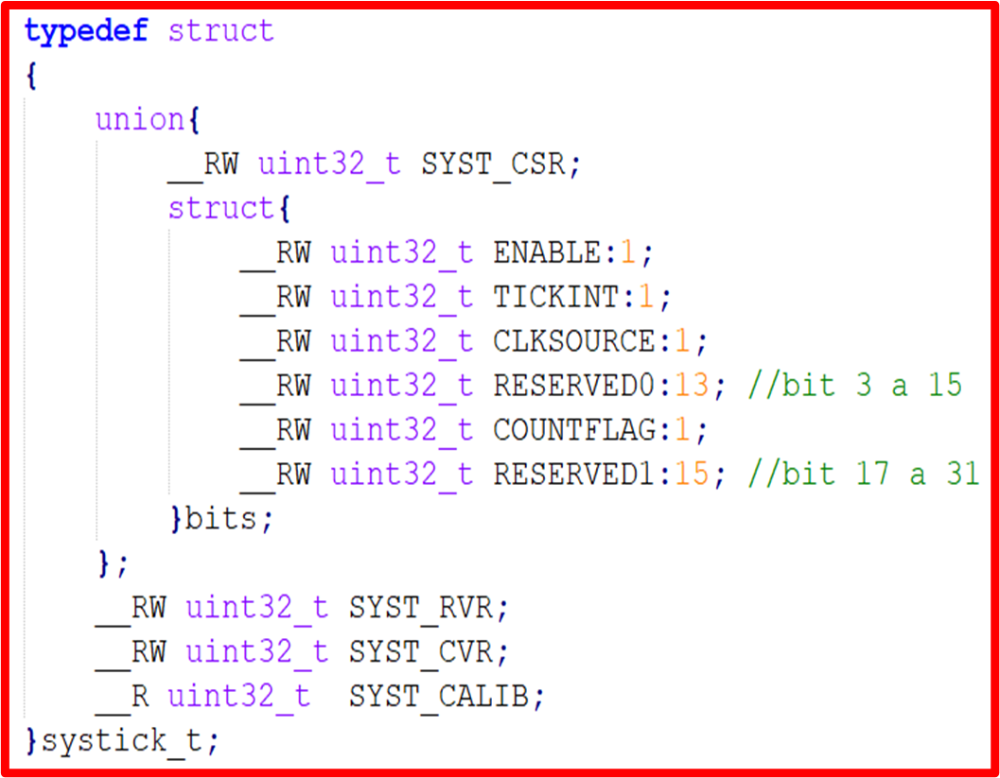 typedef struct
{
union{
__RW uint32_t SYST_CSR;
struct{
__RW uint32_t ENABLE:1;
__RW uint32_t TICKINT:1;
__RW uint32_t CLKSOURCE:1;
__RW uint32_t RESERVED0:13; //bit 3 a 15
__RW uint32_t COUNTFLAG:1;
__RW uint32_t RESERVED1:15; //bit 17 a 31
}bits;
};
__RW uint32_t SYST_RVR;
__RW uint32_t SYST_CVR;
__R uint32_t  SYST_CALIB;
}systick_t;